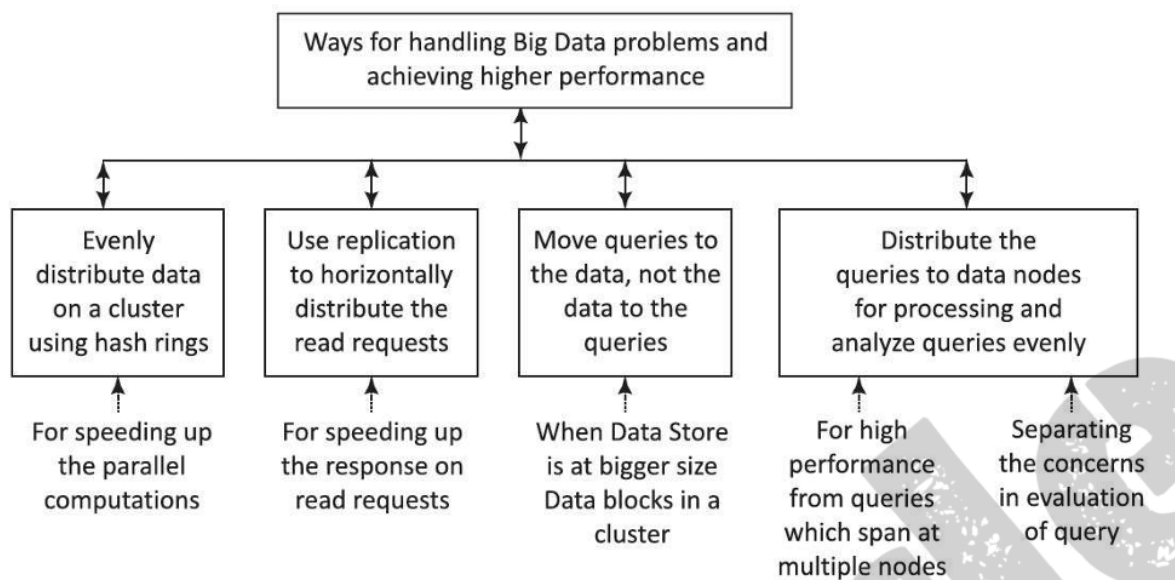 Ways for handling Big Data problems and
achieving higher performance
Evenly
distribute data
on a cluster
using hash rings
Use replication
to horizontally
distribute the
read requests
Move queries to
the data, not the
data to the
queries
Distribute the
queries to data nodes
for processing and
analyze queries evenly
For speeding up
the parallel
computations
For speeding up
the response on
read requests
When Data Store
is at bigger size
Data blocks in a
cluster
For high
performance
from queries
which span at
multiple nodes
Separating
the concerns
in evaluation
of query